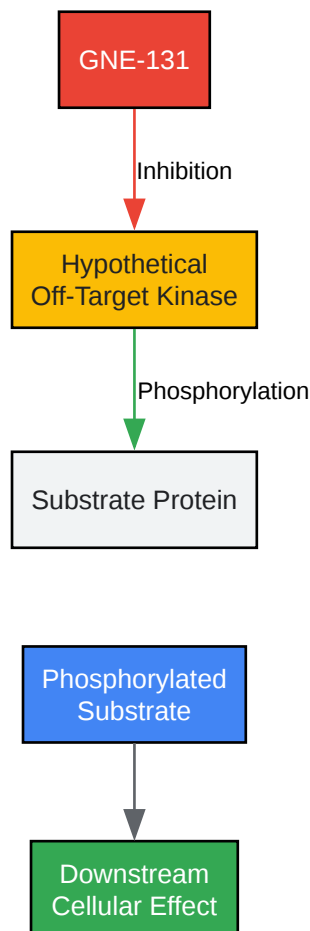 GNE-131
Inhibition
Hypothetical
Off-Target Kinase
Phosphorylation
Substrate Protein
Phosphorylated
Substrate
Downstream
Cellular Effect